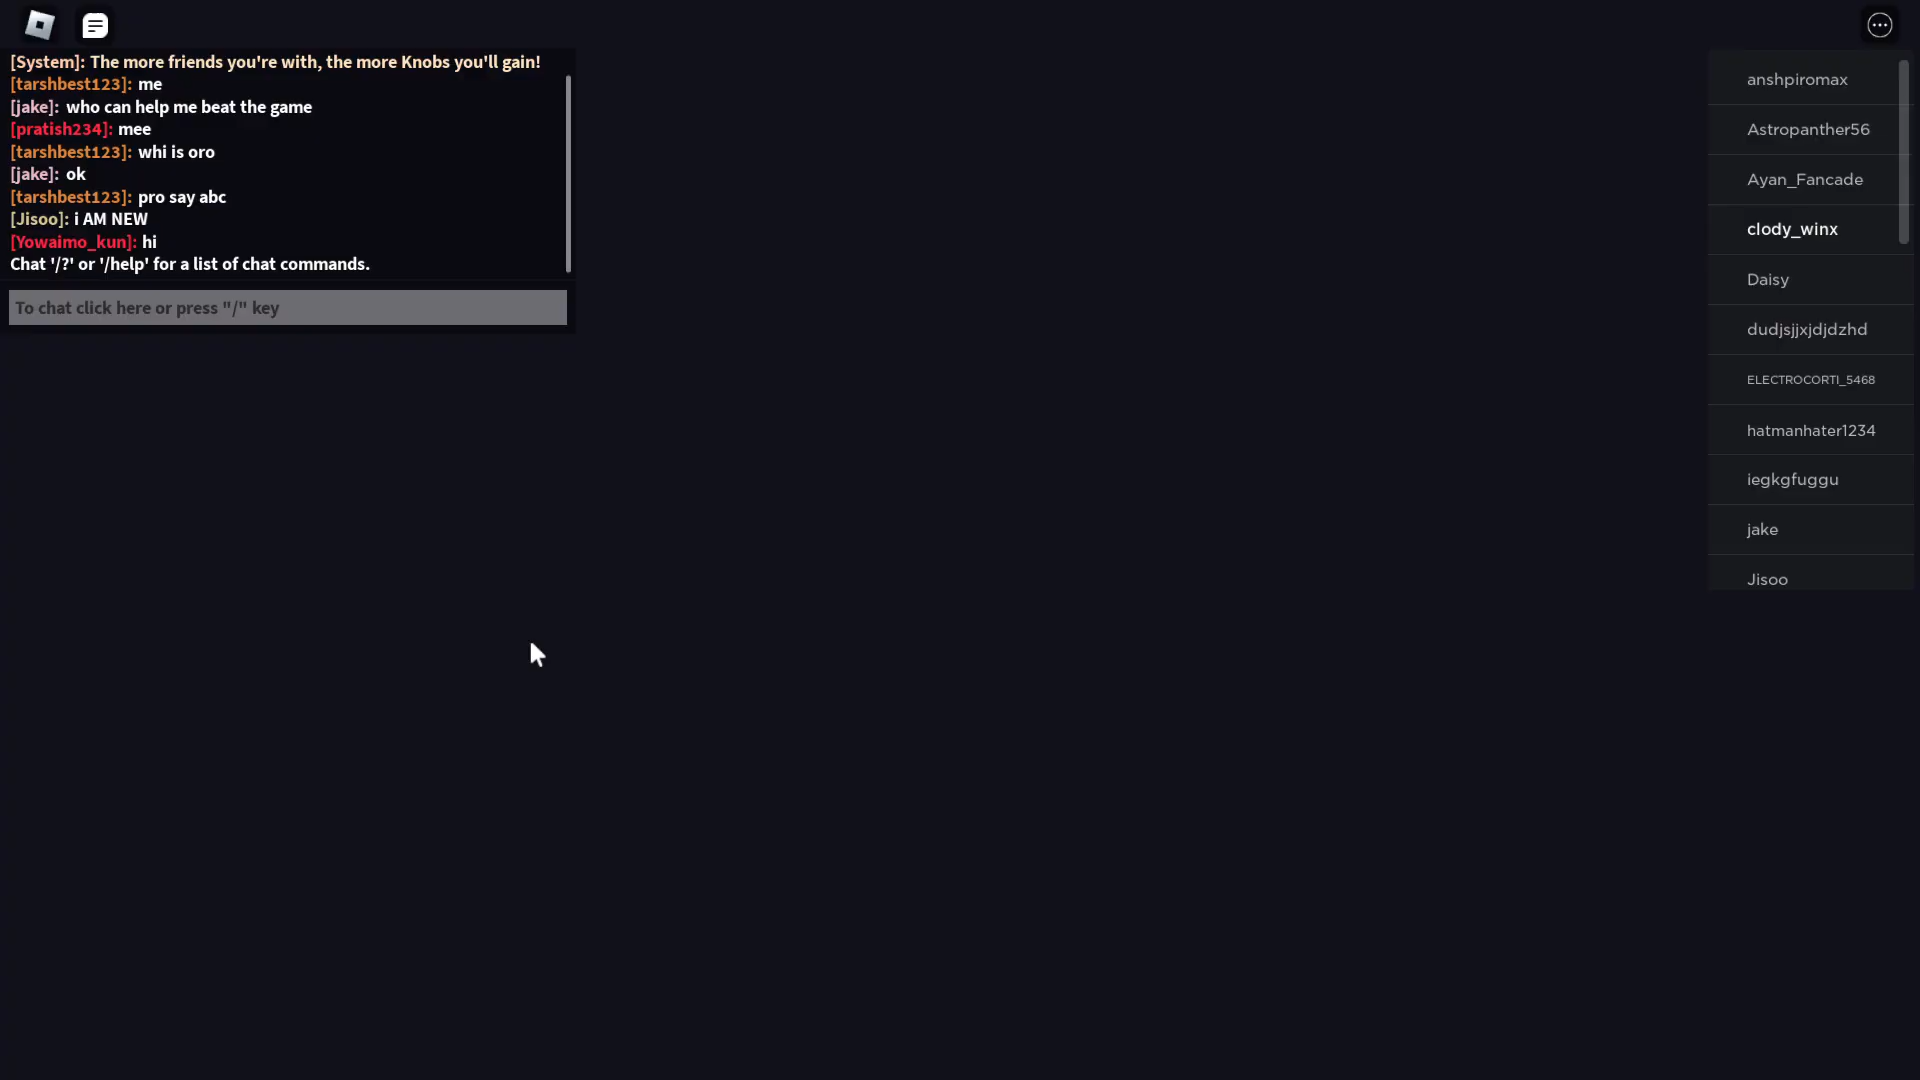 [System]: The more friends you're with, the more Knobs you'll gain!
[tarshbest123]: me
[jake]: who can help me beat the game
[pratish234]: mee
[tarshbest123]: whi is oro
[jake]: ok
[tarshbest123]: pro say abc
[Jisoo]: i AM NEW
[Yowaimo_kun]: hi
Chat '/?' or '/help' for a list of chat commands.
To chat click here or press "/" key
anshpiromax
Astropanther56
Ayan_Fancade
clody_winx
Daisy
dudjsjjxjdjdzhd
ELECTROCORTI_5468
hatmanhater1234
iegkgfuggu
jake
Jisoo